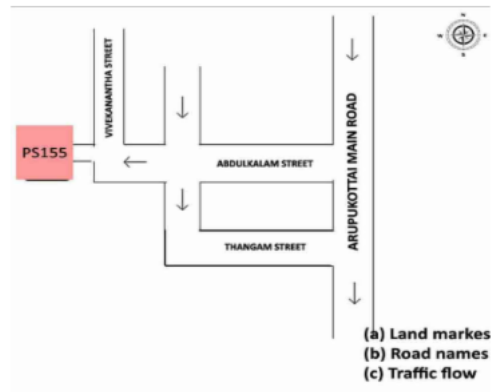 N
W
E
S
VIVEKANANTHA STREET
PS155
ABDULKALAM STREET
ARUPUKOTTAI MAIN ROAD
THANGAM STREET
(a) Land markes
(b) Road names
(c) Traffic flow